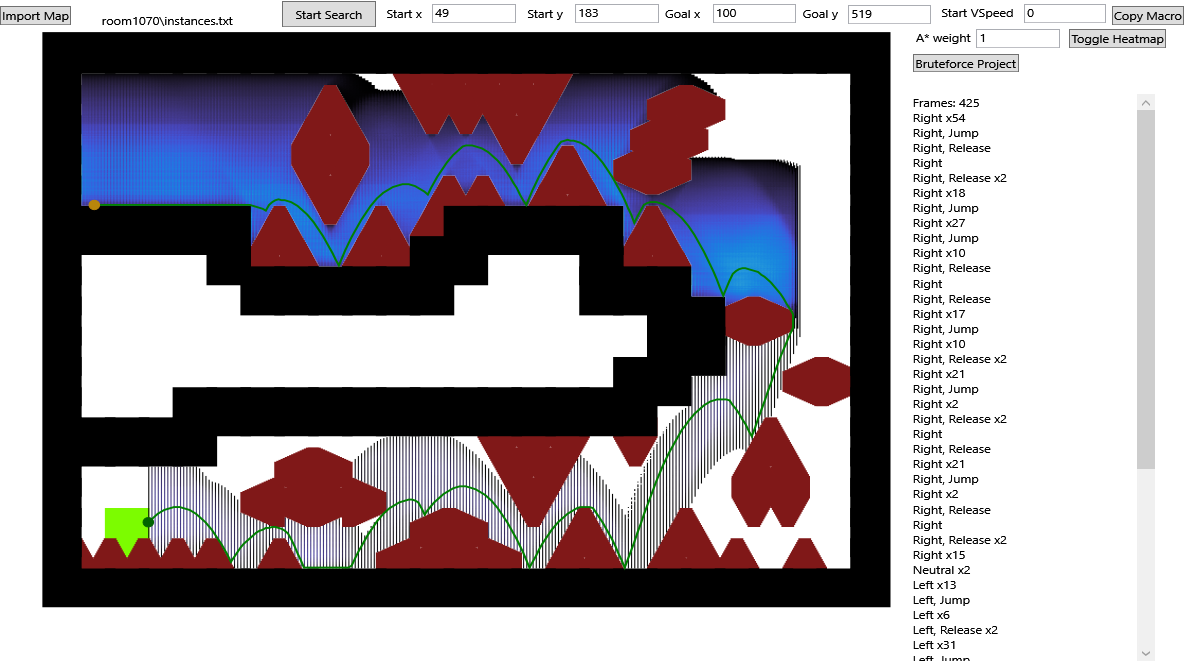 Import Map
room1070\instances.txt
Start Search
Start x 49
Start y 183
Goal x 100
Goal y 519
Start VSpeed 0
Copy Macro
A* weight 1
Toggle Heatmap
Bruteforce Project
Frames: 425
Right x54
Right, Jump
Right, Release
Right
Right, Release x2
Right x18
Right, Jump
Right x27
Right, Jump
Right x10
Right, Release
Right
Right, Release
Right x17
Right, Jump
Right x10
Right, Release x2
Right x21
Right, Jump
Right x2
Right, Release x2
Right
Right, Release
Right x21
Right, Jump
Right x2
Right, Release
Right
Right, Release x2
Right x15
Neutral x2
Left x13
Left, Jump
Left x6
Left, Release x2
Left x31
Left, Jump